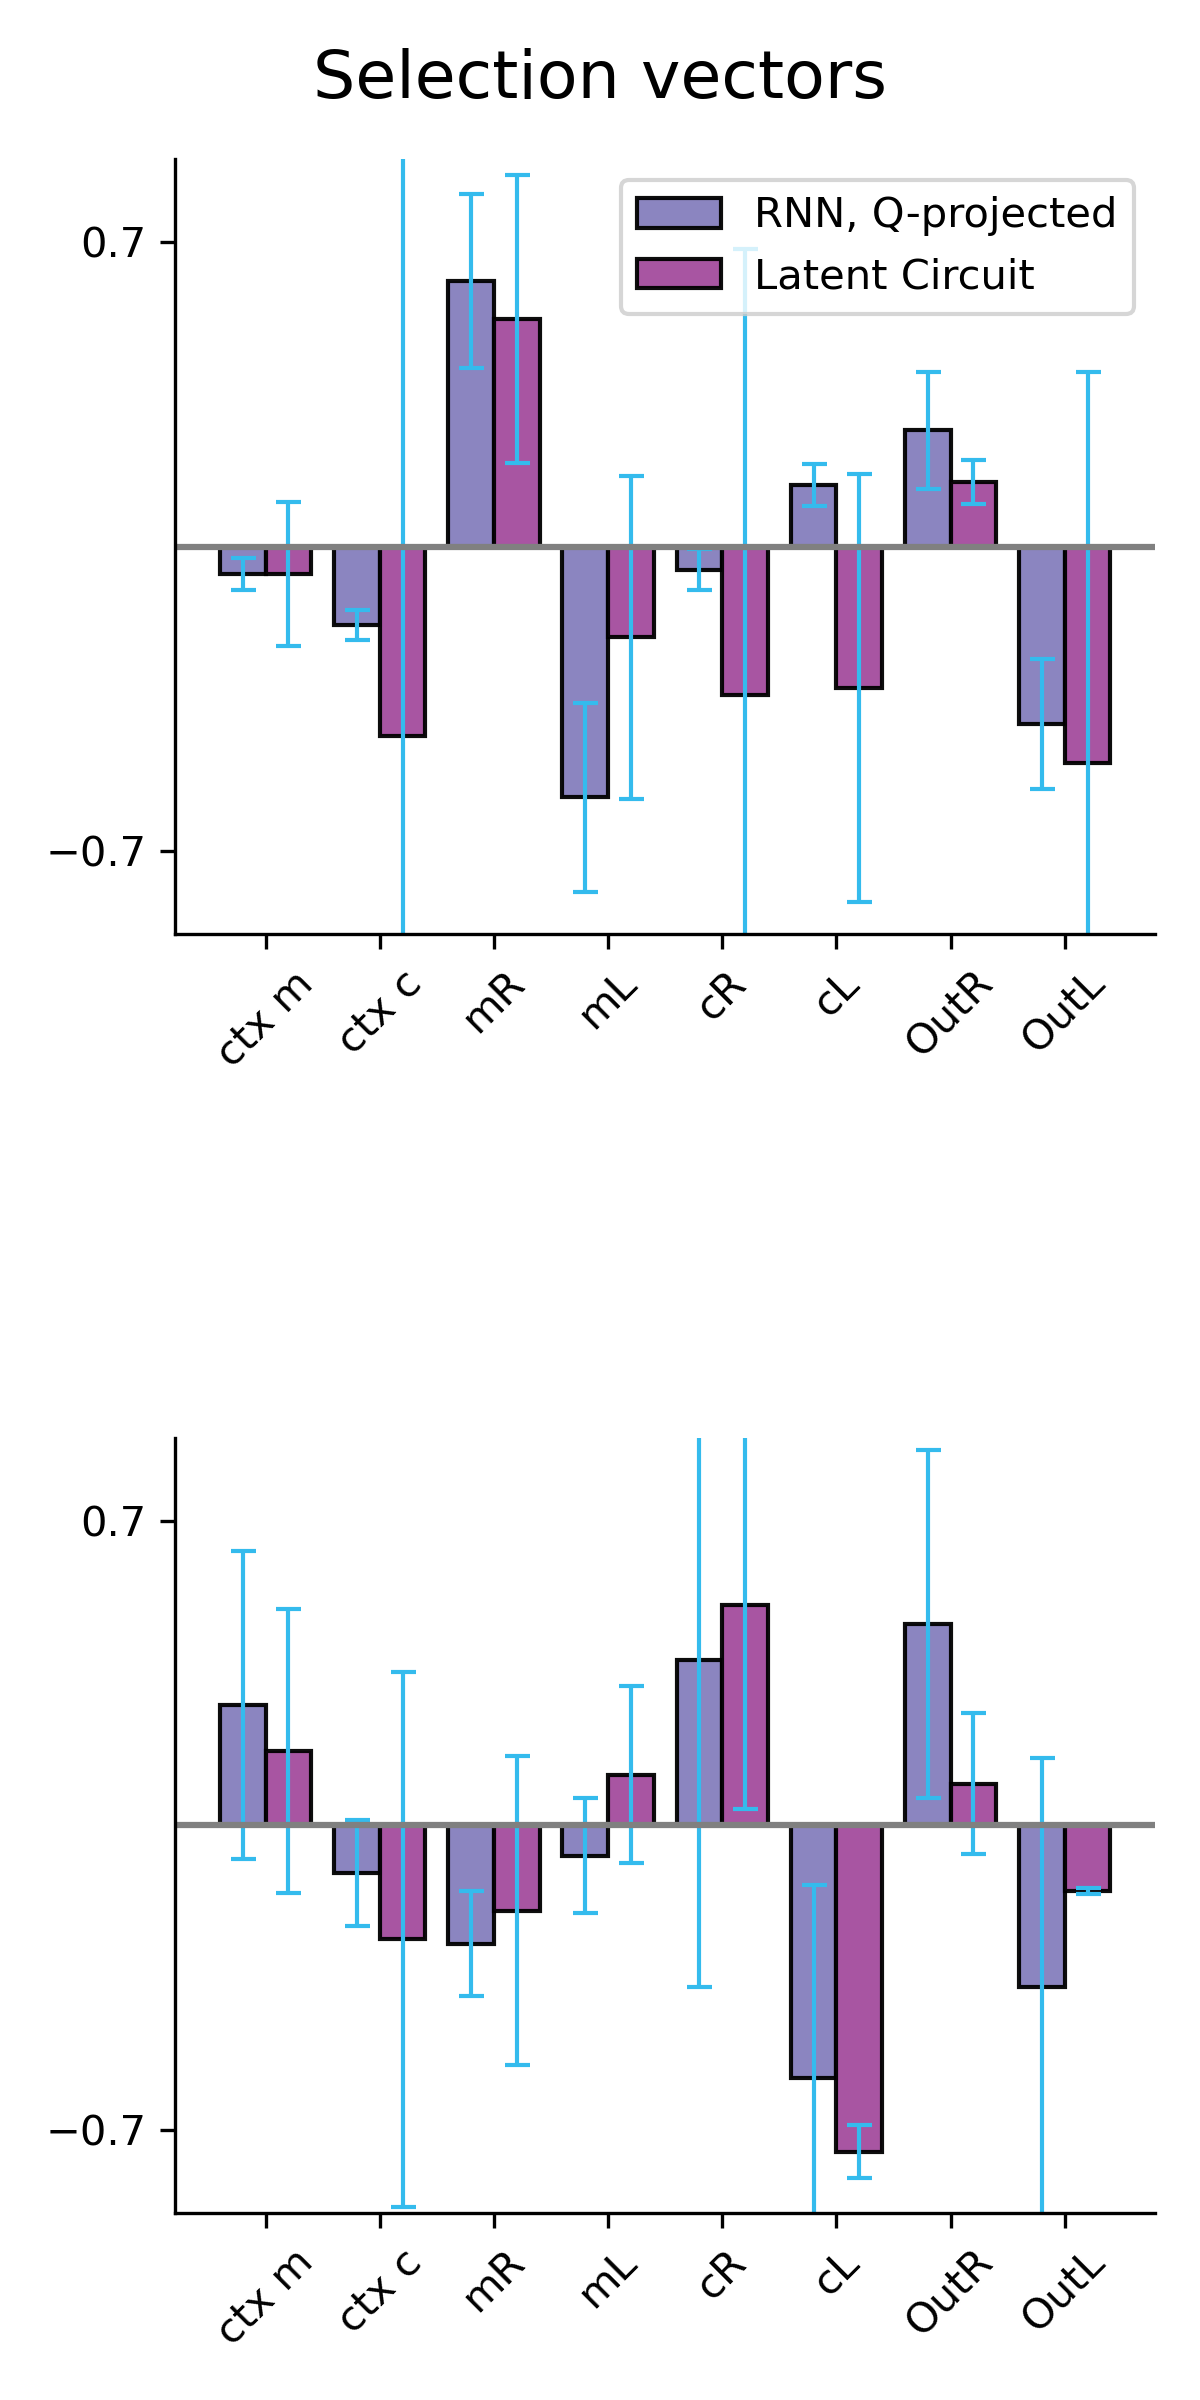 Selection vectors
RNN, Q-projected
Latent Circuit
0.7
−0.7
ctx m
ctx c
mR
mL
cR
cL
OutR
OutL
0.7
−0.7
ctx m
ctx c
mR
mL
cR
cL
OutR
OutL